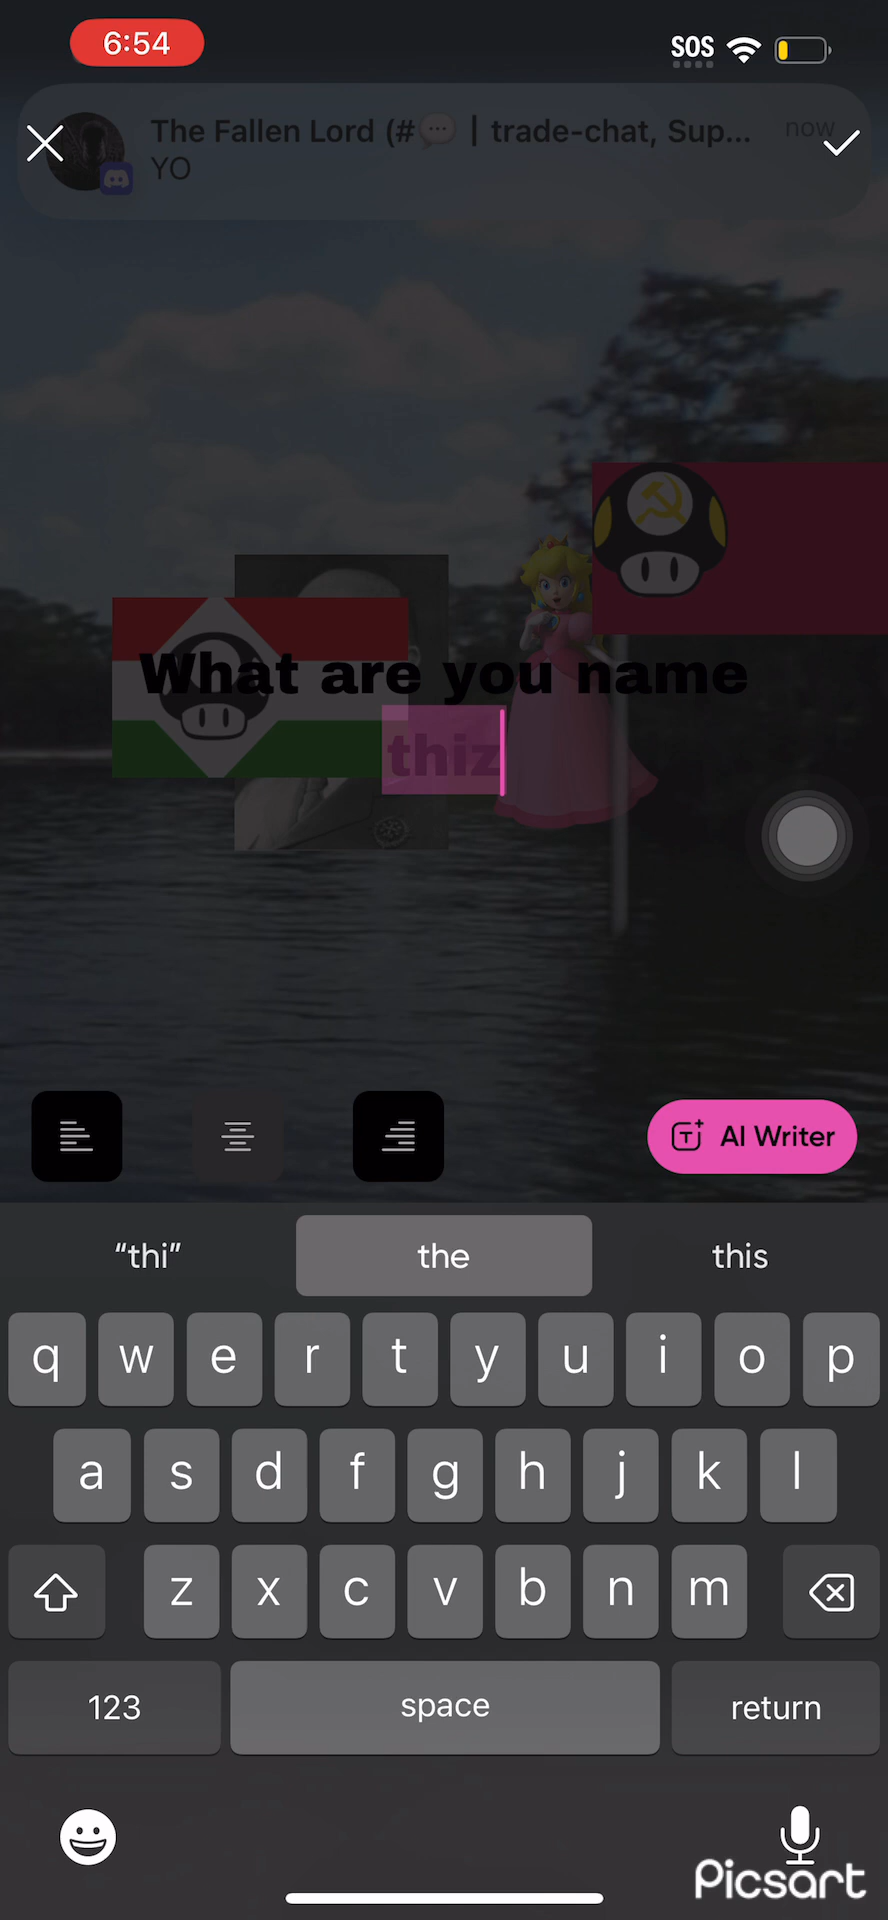 6:54
SOS
The Fallen Lord (#💬 | trade-chat, Sup...
now
YO
What are you name
thiz
AI Writer
“thi”
the
this
q w e r t y u i o p
a s d f g h j k l
z x c v b n m
123
space
return
Picsart